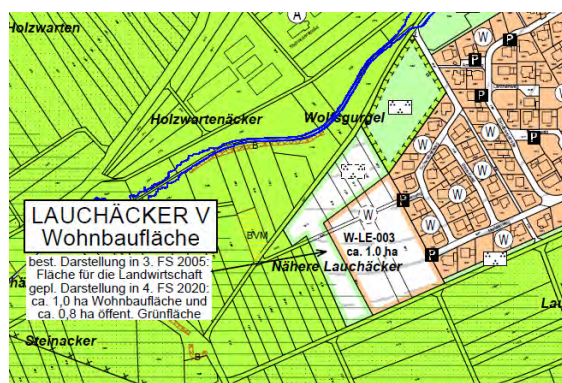 Holzwarten
A
Holzwartenäcker
Wolfsgurgel
B
W
P
W
P
W
P
W
W
W
P
W
W
P
W
LAUCHÄCKER V
Wohnbaufläche
best. Darstellung in 3. FS 2005:
Fläche für die Landwirtschaft
gepl. Darstellung in 4. FS 2020:
ca. 1,0 ha Wohnbaufläche und
ca. 0,8 ha öffent. Grünfläche
BVM
W-LE-003
ca. 1.0 ha
Nähere Lauchäcker
Lau
Steinacker
B